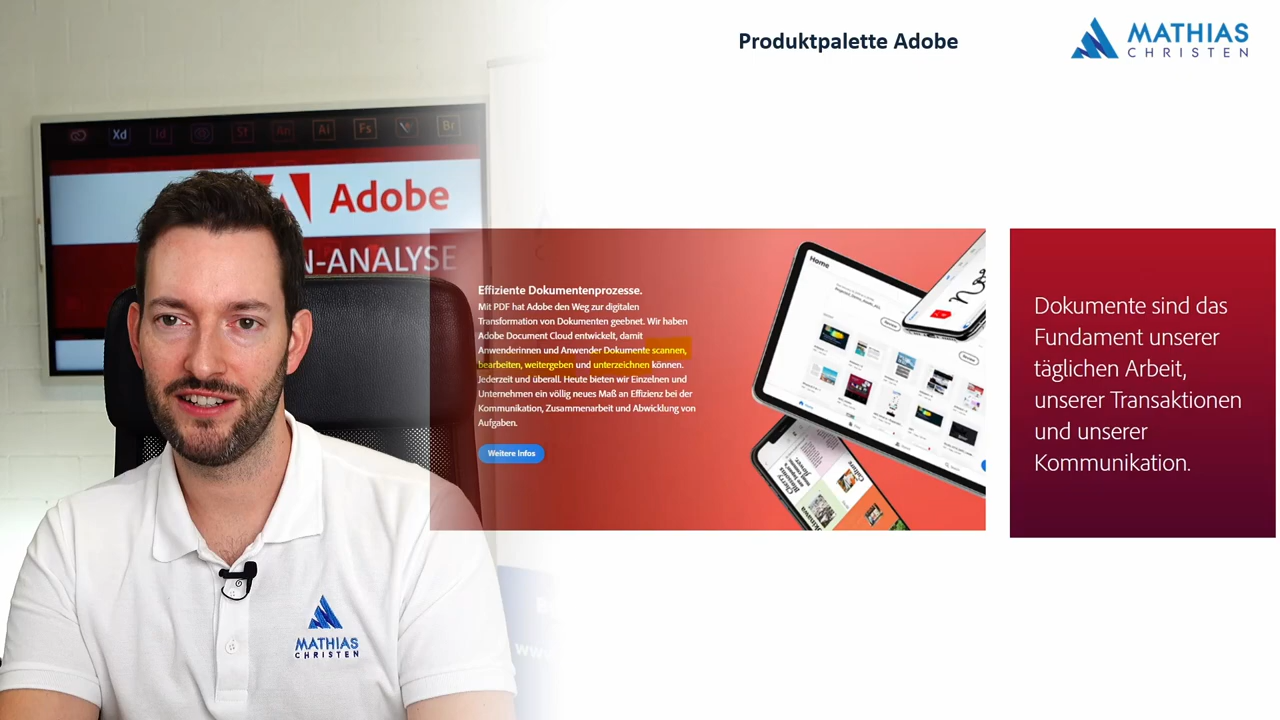 Produktpalette Adobe
MATHIAS
CHRISTEN
Xd Id St An Ai Fs Br
Adobe
N-ANALYSE
Effiziente Dokumentenprozesse.
Mit PDF hat Adobe den Weg zur digitalen
Transformation von Dokumenten geebnet. Wir haben
Adobe Document Cloud entwickelt, damit
Anwenderinnen und Anwender Dokumente scannen,
bearbeiten, weitergeben und unterzeichnen können.
Jederzeit und überall. Heute bieten wir Einzelnen und
Unternehmen ein völlig neues Maß an Effizienz bei der
Kommunikation, Zusammenarbeit und Abwicklung von
Aufgaben.
Weitere Infos
Home
Dokumente sind das
Fundament unserer
täglichen Arbeit,
unserer Transaktionen
und unserer
Kommunikation.
MATHIAS
CHRISTEN
www